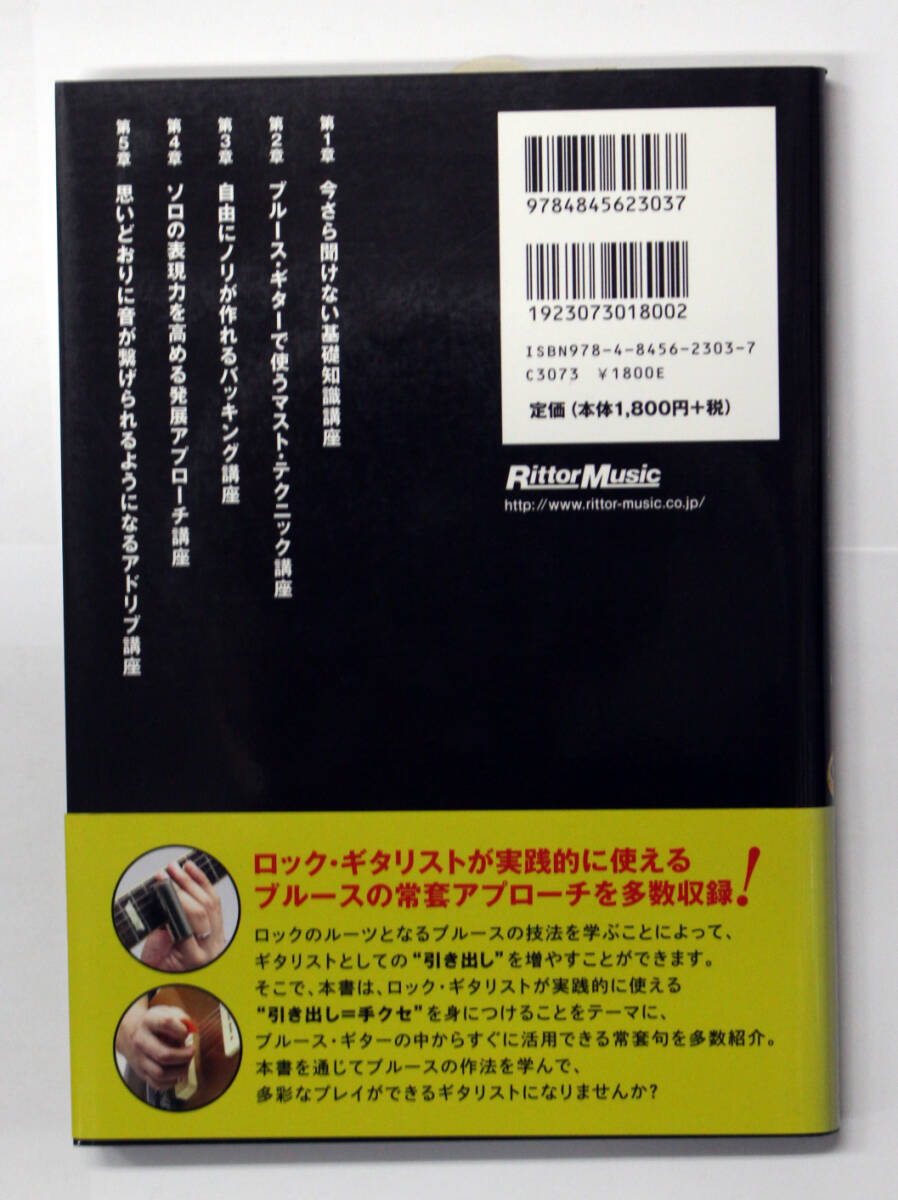 第1章 今さら聞けない基礎知識講座
第2章 ブルース・ギターで使うマスト・テクニック講座
第3章 自由にノリが作れるバッキング講座
第4章 ソロの表現力を高める発展アプローチ講座
第5章 思いどおりに音が繋げられるようになるアドリブ講座
9784845623037
1923073018002
ISBN978-4-8456-2303-7
C3073 ¥1800E
定価(本体1,800円+税)
RittorMusic
http://www.rittor-music.co.jp/
ロック・ギタリストが実践的に使える
ブルースの常套アプローチを多数収録!
ロックのルーツとなるブルースの技法を学ぶことによって、
ギタリストとしての“引き出し”を増やすことができます。
そこで、本書は、ロック・ギタリストが実践的に使える
“引き出し=手クセ”を身につけることをテーマに、
ブルース・ギターの中からすぐに活用できる常套句を多数紹介。
本書を通じてブルースの作法を学んで、
多彩なプレイができるギタリストになりませんか?